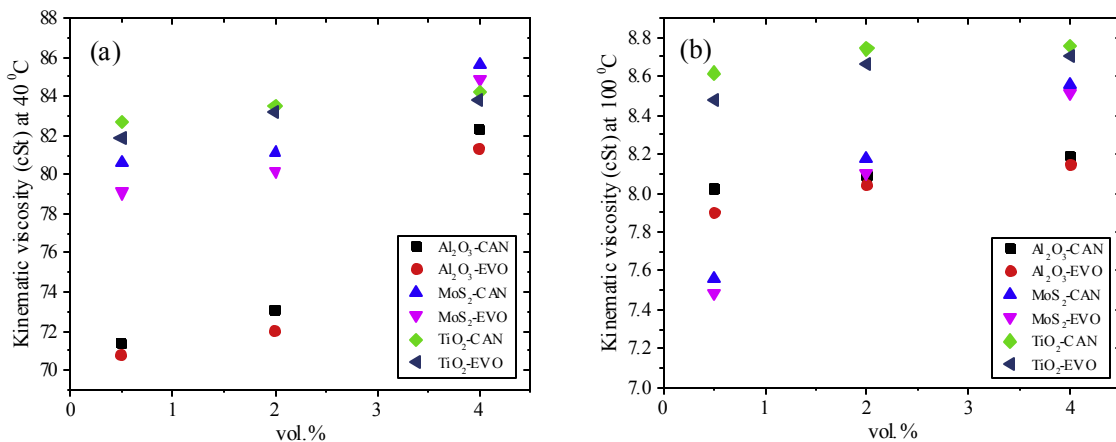 (a)
Kinematic viscosity (cSt) at 40 ⁰C
88
86
84
82
80
78
76
74
72
70
Al₂O₃-CAN
Al₂O₃-EVO
MoS₂-CAN
MoS₂-EVO
TiO₂-CAN
TiO₂-EVO
0 1 2 3 4
vol.%
(b)
Kinematic viscosity (cSt) at 100 ⁰C
8.8
8.6
8.4
8.2
8.0
7.8
7.6
7.4
7.2
7.0
Al₂O₃-CAN
Al₂O₃-EVO
MoS₂-CAN
MoS₂-EVO
TiO₂-CAN
TiO₂-EVO
0 1 2 3 4
vol.%